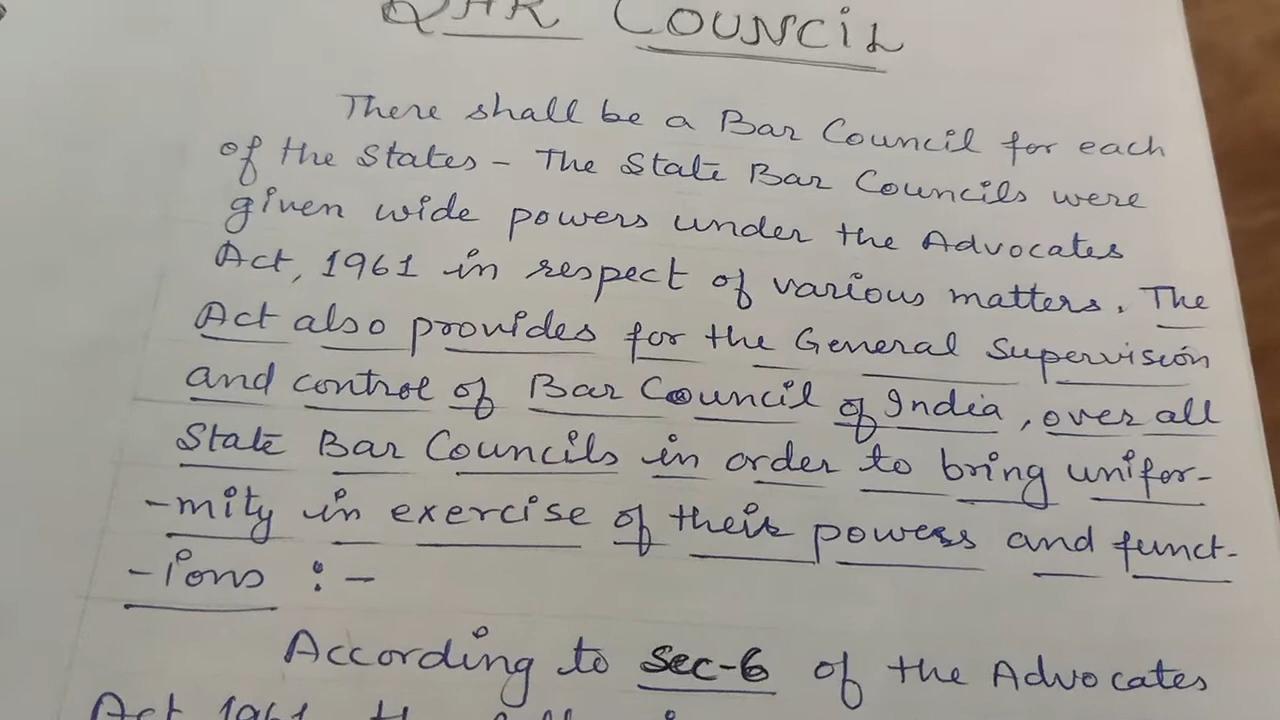 BAR COUNCIL
There shall be a Bar Council for each
of the States - The State Bar Councils were
given wide powers under the Advocates
Act, 1961 in respect of various matters. The
Act also provides for the General Supervision
and control of Bar Council of India, over all
State Bar Councils in order to bring unifor-
-mity in exercise of their powers and funct-
-ions :-
According to Sec-6 of the Advocates
Act 1961